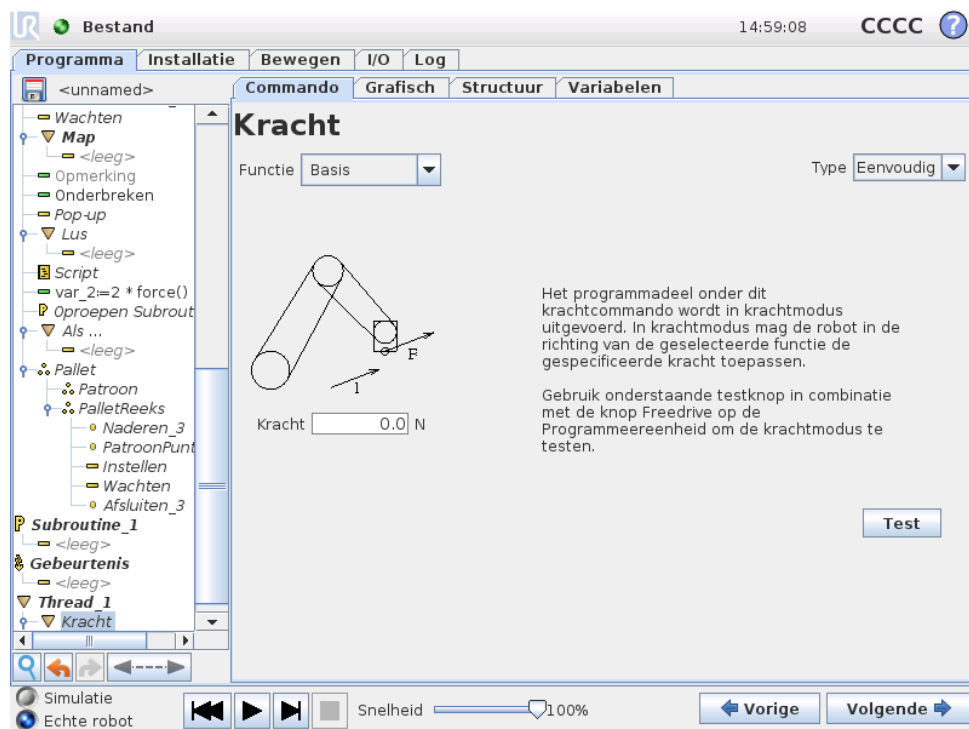 UR Bestand 14:59:08 CCCC ?
Programma Installatie Bewegen I/O Log
<unnamed>
Commando Grafisch Structuur Variabelen
Wachten
Map
<leeg>
Opmerking
Onderbreken
Pop-up
Lus
<leeg>
Script
var_2:=2 * force()
P Oproepen Subrout
Als ...
<leeg>
Pallet
Patroon
PalletReeks
Naderen_3
PatroonPunt
Instellen
Wachten
Afsluiten_3
P Subroutine_1
<leeg>
Gebeurtenis
<leeg>
Thread_1
Kracht
Kracht
Functie Basis
Type Eenvoudig
F
1
Kracht 0.0 N
Het programmadeel onder dit
krachtcommando wordt in krachtmodus
uitgevoerd. In krachtmodus mag de robot in de
richting van de geselecteerde functie de
gespecificeerde kracht toepassen.
Gebruik onderstaande testknop in combinatie
met de knop Freedrive op de
Programmeereenheid om de krachtmodus te
testen.
Test
Simulatie
Echte robot
Snelheid 100%
Vorige Volgende